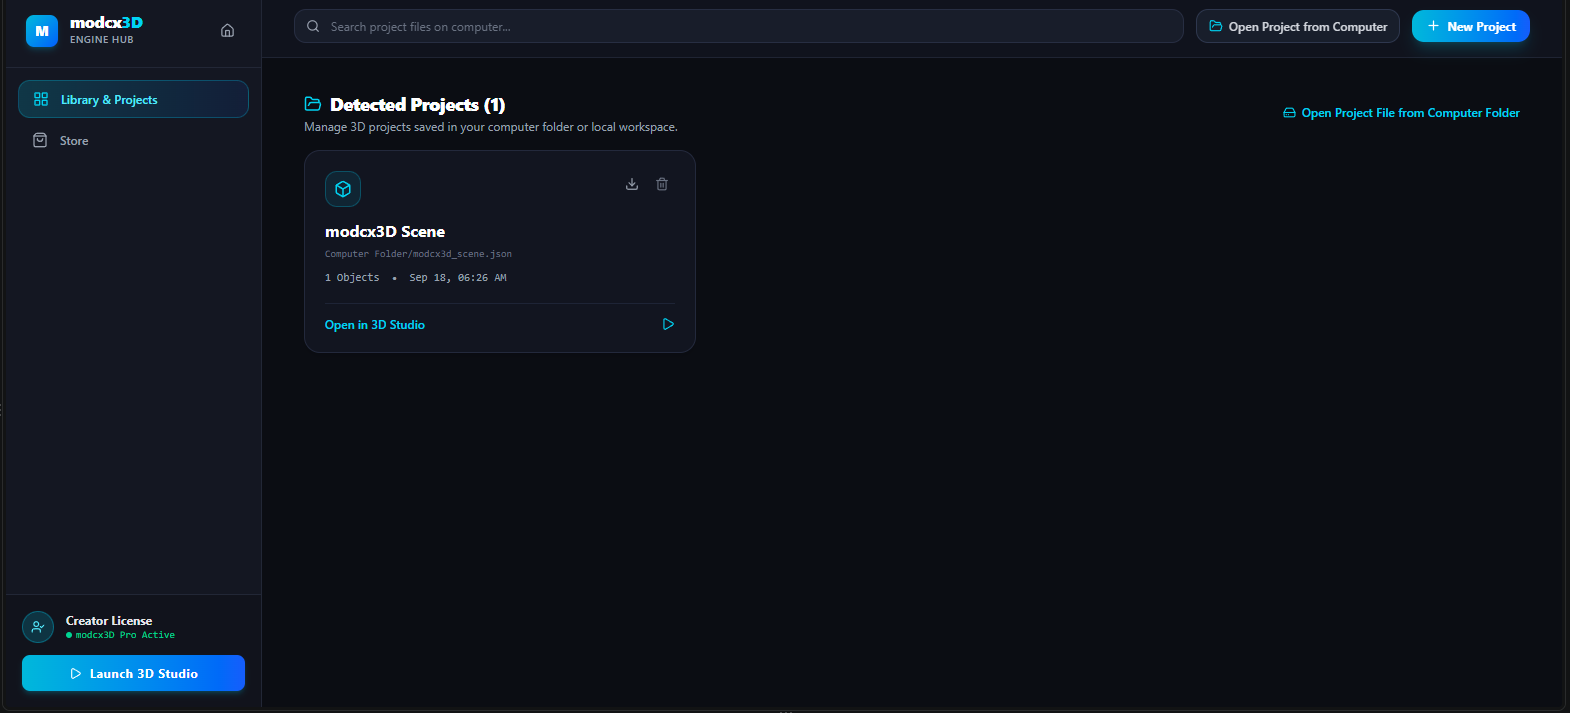 M
modcx3D
ENGINE HUB
Search project files on computer...
Open Project from Computer
New Project
Library & Projects
Store
Detected Projects (1)
Manage 3D projects saved in your computer folder or local workspace.
Open Project File from Computer Folder
modcx3D Scene
Computer Folder/modcx3d_scene.json
1 Objects • Sep 18, 06:26 AM
Open in 3D Studio
Creator License
modcx3D Pro Active
Launch 3D Studio